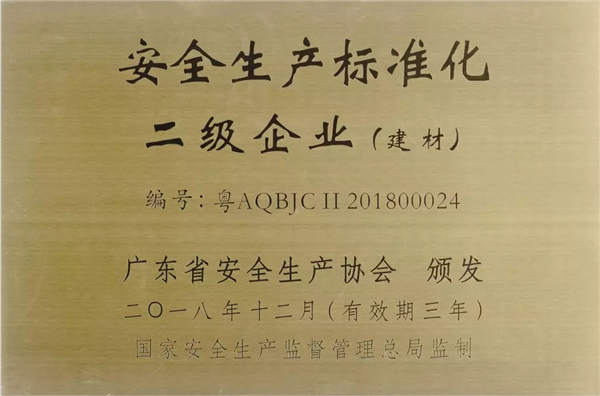 安全生产标准化
二级企业(建材)
编号:粤AQBJC II 201800024
广东省安全生产协会 颁发
二〇一八年十二月(有效期三年)
国家安全生产监督管理总局监制